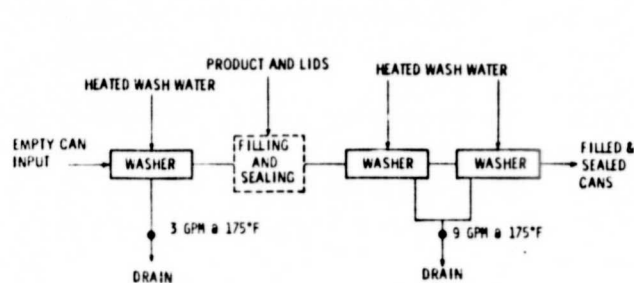 PRODUCT AND LIDS
HEATED WASH WATER
HEATED WASH WATER
EMPTY CAN
INPUT
WASHER
FILLING
AND
SEALING
WASHER
WASHER
FILLED &
SEALED
CANS
3 GPM @ 175°F
9 GPM @ 175°F
DRAIN
DRAIN